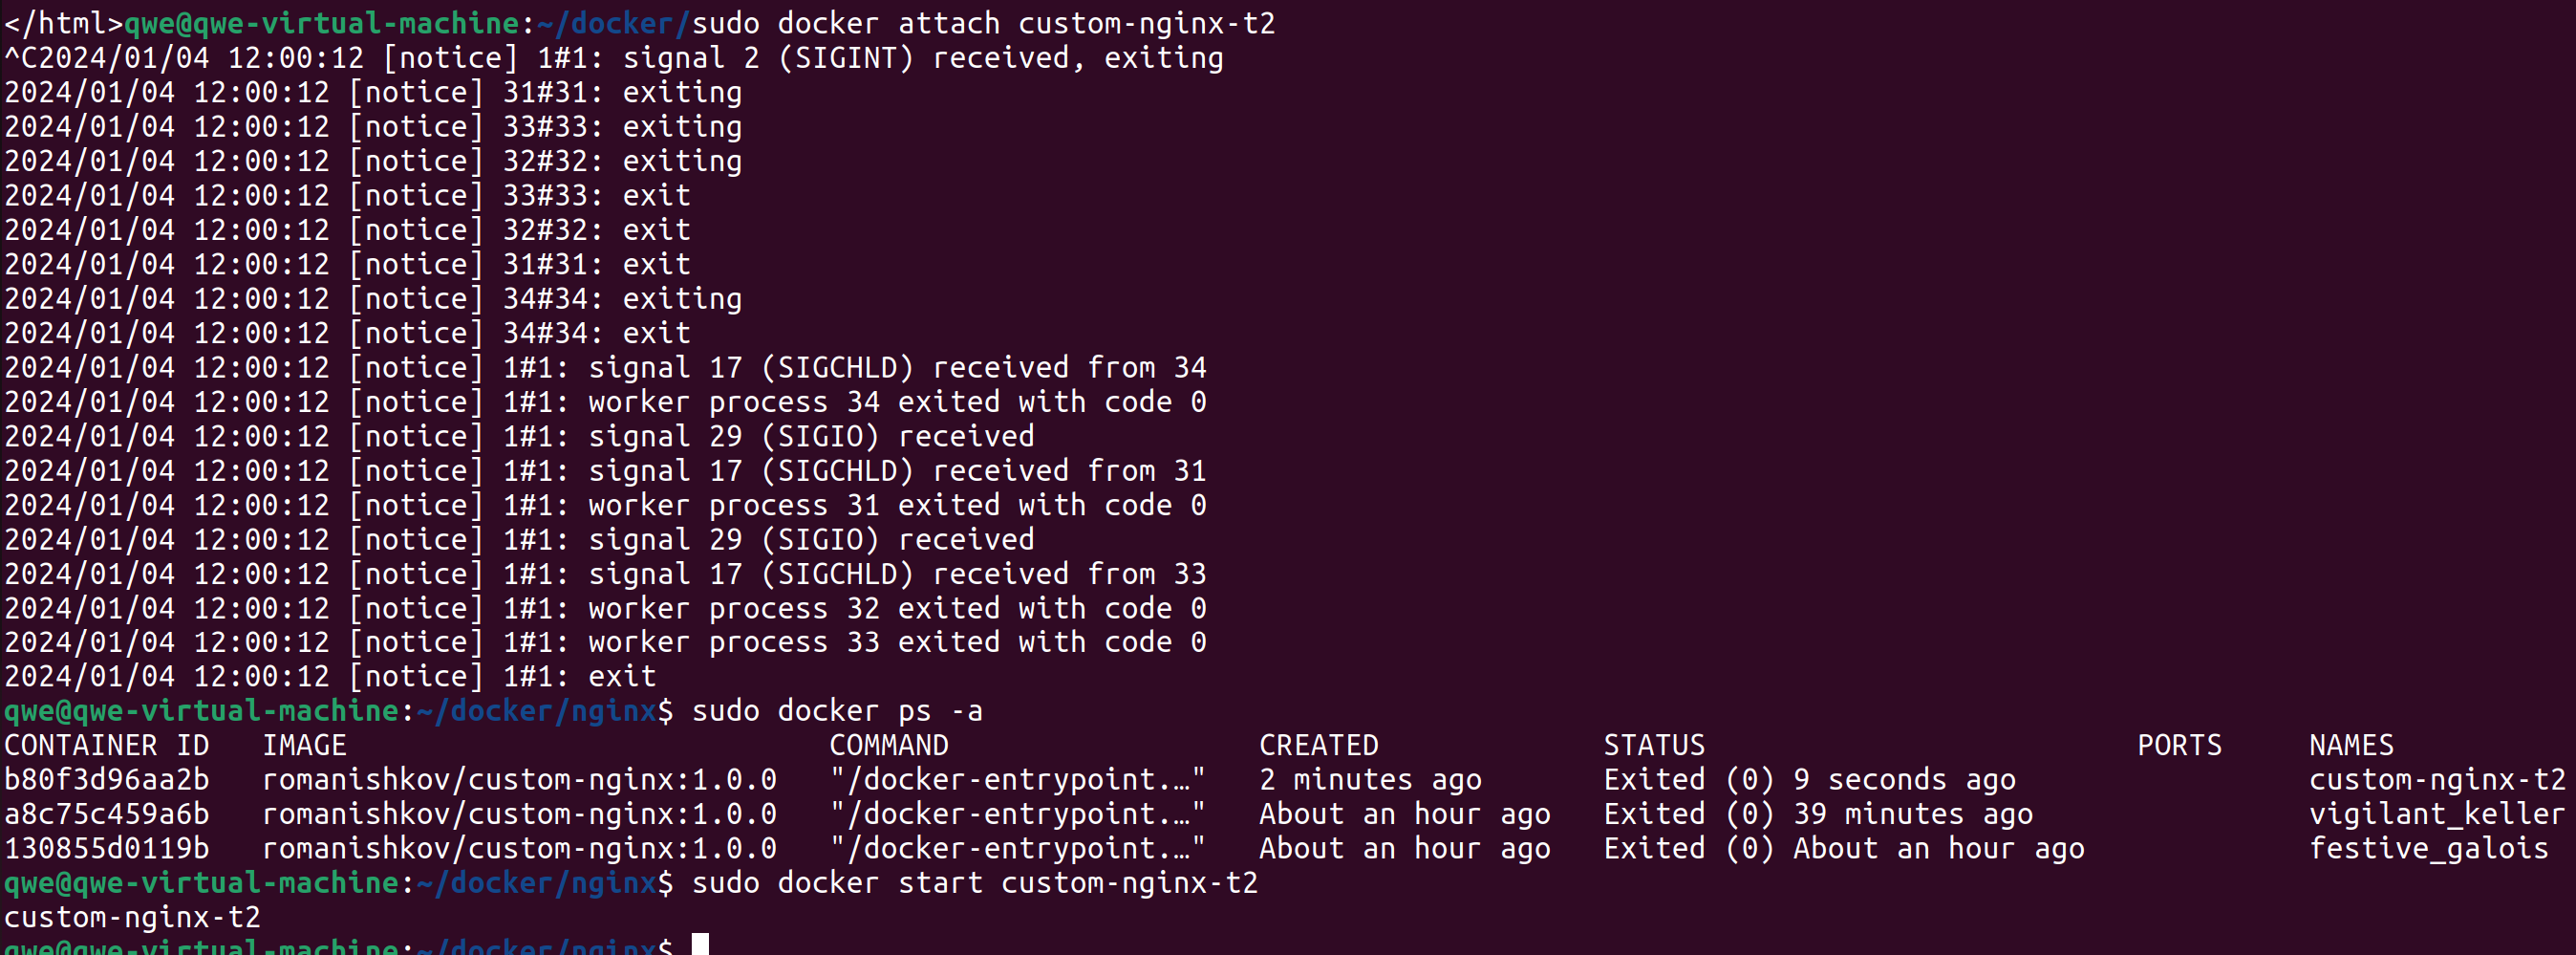 </html>qwe@qwe-virtual-machine:~/docker/sudo docker attach custom-nginx-t2
^C2024/01/04 12:00:12 [notice] 1#1: signal 2 (SIGINT) received, exiting
2024/01/04 12:00:12 [notice] 31#31: exiting
2024/01/04 12:00:12 [notice] 33#33: exiting
2024/01/04 12:00:12 [notice] 32#32: exiting
2024/01/04 12:00:12 [notice] 33#33: exit
2024/01/04 12:00:12 [notice] 32#32: exit
2024/01/04 12:00:12 [notice] 31#31: exit
2024/01/04 12:00:12 [notice] 34#34: exiting
2024/01/04 12:00:12 [notice] 34#34: exit
2024/01/04 12:00:12 [notice] 1#1: signal 17 (SIGCHLD) received from 34
2024/01/04 12:00:12 [notice] 1#1: worker process 34 exited with code 0
2024/01/04 12:00:12 [notice] 1#1: signal 29 (SIGIO) received
2024/01/04 12:00:12 [notice] 1#1: signal 17 (SIGCHLD) received from 31
2024/01/04 12:00:12 [notice] 1#1: worker process 31 exited with code 0
2024/01/04 12:00:12 [notice] 1#1: signal 29 (SIGIO) received
2024/01/04 12:00:12 [notice] 1#1: signal 17 (SIGCHLD) received from 33
2024/01/04 12:00:12 [notice] 1#1: worker process 32 exited with code 0
2024/01/04 12:00:12 [notice] 1#1: worker process 33 exited with code 0
2024/01/04 12:00:12 [notice] 1#1: exit
qwe@qwe-virtual-machine:~/docker/nginx$ sudo docker ps -a
CONTAINER ID   IMAGE                            COMMAND                  CREATED             STATUS                         PORTS     NAMES
b80f3d96aa2b   romanishkov/custom-nginx:1.0.0   "/docker-entrypoint.…"   2 minutes ago       Exited (0) 9 seconds ago                 custom-nginx-t2
a8c75c459a6b   romanishkov/custom-nginx:1.0.0   "/docker-entrypoint.…"   About an hour ago   Exited (0) 39 minutes ago                vigilant_keller
130855d0119b   romanishkov/custom-nginx:1.0.0   "/docker-entrypoint.…"   About an hour ago   Exited (0) About an hour ago             festive_galois
qwe@qwe-virtual-machine:~/docker/nginx$ sudo docker start custom-nginx-t2
custom-nginx-t2
qwe@qwe-virtual-machine:~/docker/nginx$